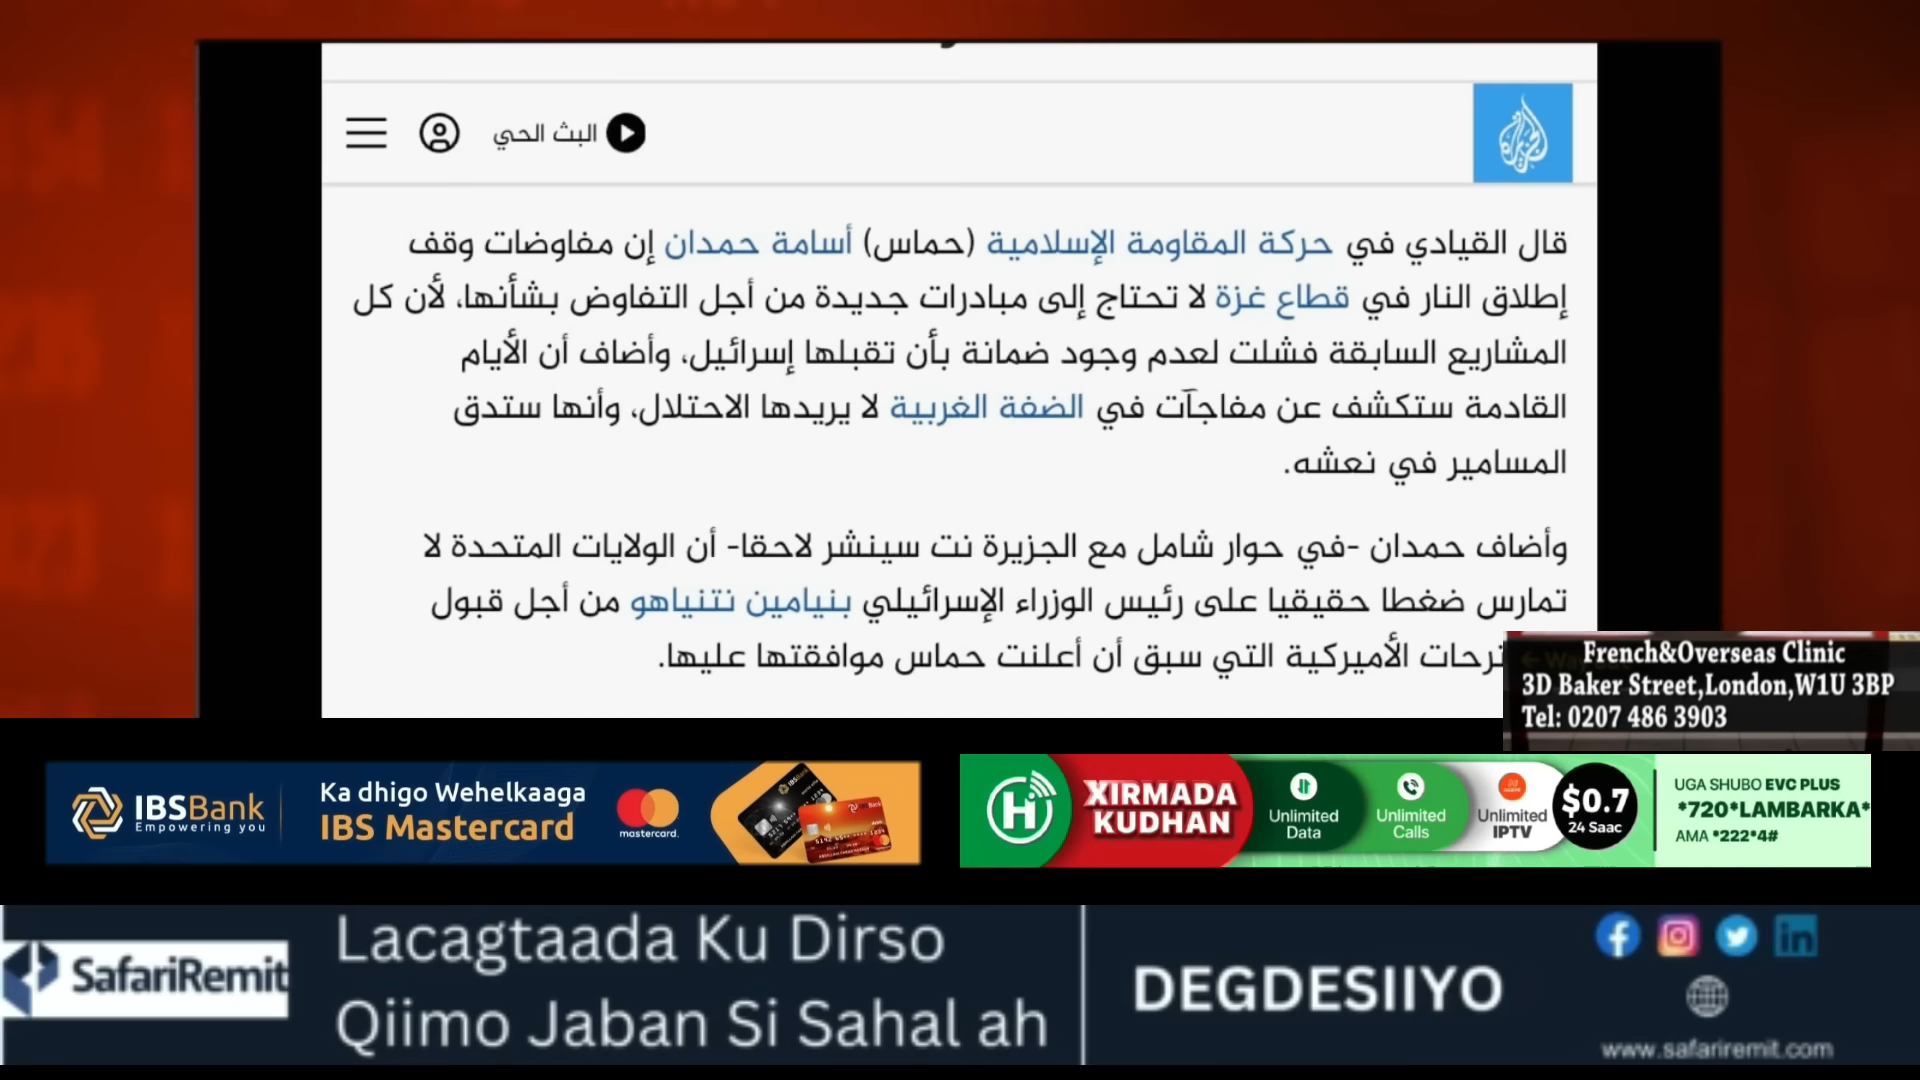 البث الحي
قال القيادي في حركة المقاومة الإسلامية (حماس) أسامة حمدان إن مفاوضات وقف
إطلاق النار في قطاع غزة لا تحتاج إلى مبادرات جديدة من أجل التفاوض بشأنها، لأن كل
المشاريع السابقة فشلت لعدم وجود ضمانة بأن تقبلها إسرائيل، وأضاف أن الأيام
القادمة ستكشف عن مفاجآت في الضفة الغربية لا يريدها الاحتلال، وأنها ستدق
المسامير في نعشه.
وأضاف حمدان -في حوار شامل مع الجزيرة نت سينشر لاحقا- أن الولايات المتحدة لا
تمارس ضغطا حقيقيا على رئيس الوزراء الإسرائيلي بنيامين نتنياهو من أجل قبول
الأميركية التي سبق أن أعلنت حماس موافقتها عليها.
French&Overseas Clinic
3D Baker Street,London,W1U 3BP
Tel: 0207 486 3903
IBSBank
Empowering you
Ka dhigo Wehelkaaga
IBS Mastercard
mastercard.
H
XIRMADA
KUDHAN
Unlimited
Data
Unlimited
Calls
Unlimited
IPTV
$0.7
24 Saac
UGA SHUBO EVC PLUS
*720*LAMBARKA*
AMA *222*4#
SafariRemit
Lacagtaada Ku Dirso
Qiimo Jaban Si Sahal ah
DEGDESIIYO
www.safariremit.com